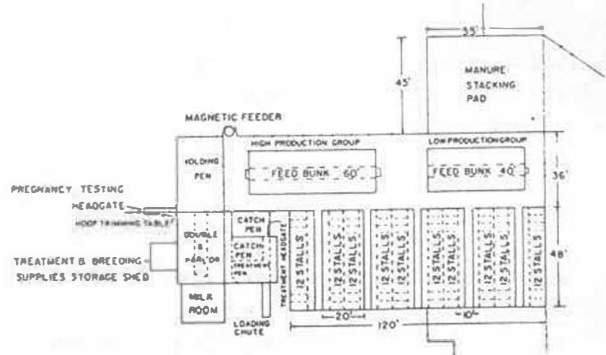 55'
45'
MANURE
STACKING
PAD
MAGNETIC FEEDER
HOLDING
PEN
HIGH PRODUCTION GROUP
LOW PRODUCTION GROUP
FEED BUNK 60'
FEED BUNK 40'
36'
PREGNANCY TESTING
HEADGATE
HOOF TRIMMING TABLE
DOUBLE
PARLOR
CATCH
PEN
CATCH
PEN
TREATMENT
PEN
TREATMENT HEADGATE
12 STALLS
12 STALLS
12 STALLS
12 STALLS
12 STALLS
12 STALLS
12 STALLS
12 STALLS
12 STALLS
12 STALLS
48'
TREATMENT & BREEDING
SUPPLIES STORAGE SHED
MILK
ROOM
LOADING
CHUTE
20'
10'
120'